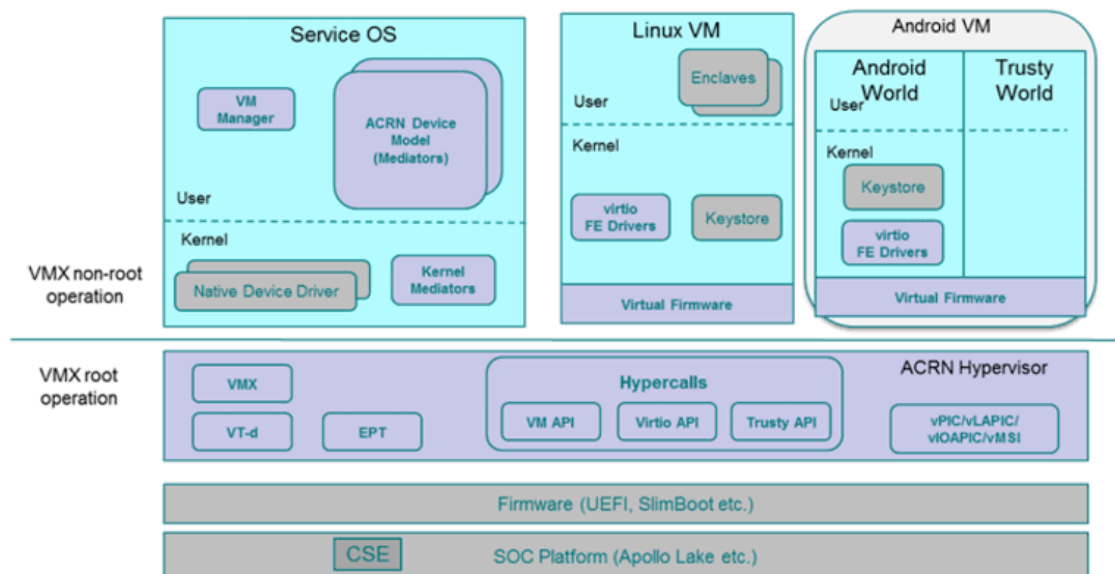 Service OS
VM
Manager
ACRN Device
Model
(Mediators)
User
Kernel
Native Device Driver
Kernel
Mediators
Linux VM
Enclaves
User
Kernel
virtio
FE Drivers
Keystore
Virtual Firmware
Android VM
Android
World
User
Trusty
World
Kernel
Keystore
virtio
FE Drivers
Virtual Firmware
VMX non-root
operation
VMX root
operation
ACRN Hypervisor
VMX
VT-d
EPT
Hypercalls
VM API
Virtio API
Trusty API
vPIC/vLAPIC/
vIOAPIC/vMSI
Firmware (UEFI, SlimBoot etc.)
CSE
SOC Platform (Apollo Lake etc.)